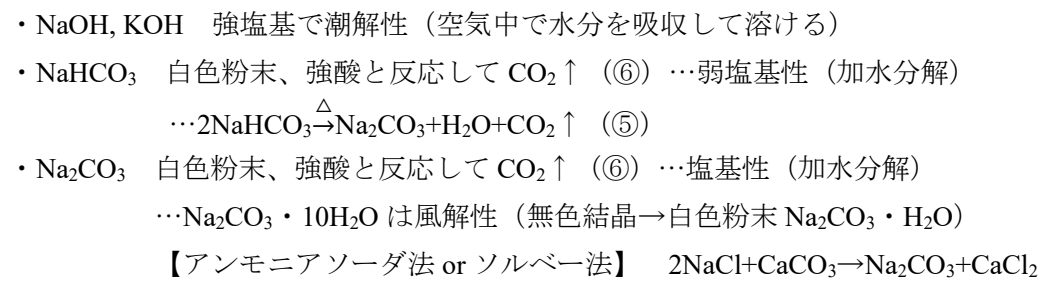 ・NaOH, KOH　強塩基で潮解性（空気中で水分を吸収して溶ける）
・NaHCO₃　白色粉末、強酸と反応して CO₂↑（⑥）…弱塩基性（加水分解）
…2NaHCO₃→△Na₂CO₃+H₂O+CO₂↑（⑤）
・Na₂CO₃　白色粉末、強酸と反応して CO₂↑（⑥）…塩基性（加水分解）
…Na₂CO₃・10H₂O は風解性（無色結晶→白色粉末 Na₂CO₃・H₂O）
【アンモニアソーダ法 or ソルベー法】　2NaCl+CaCO₃→Na₂CO₃+CaCl₂